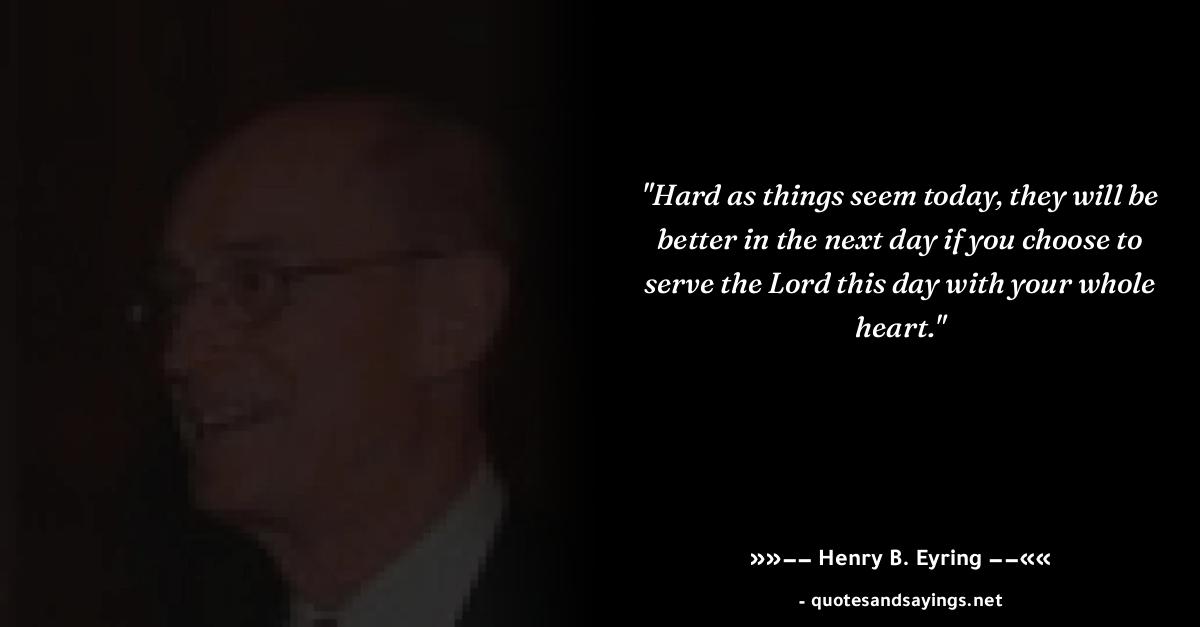 "Hard as things seem today, they will be
better in the next day if you choose to
serve the Lord this day with your whole
heart."
»»−− Henry B. Eyring −−««
- quotesandsayings.net